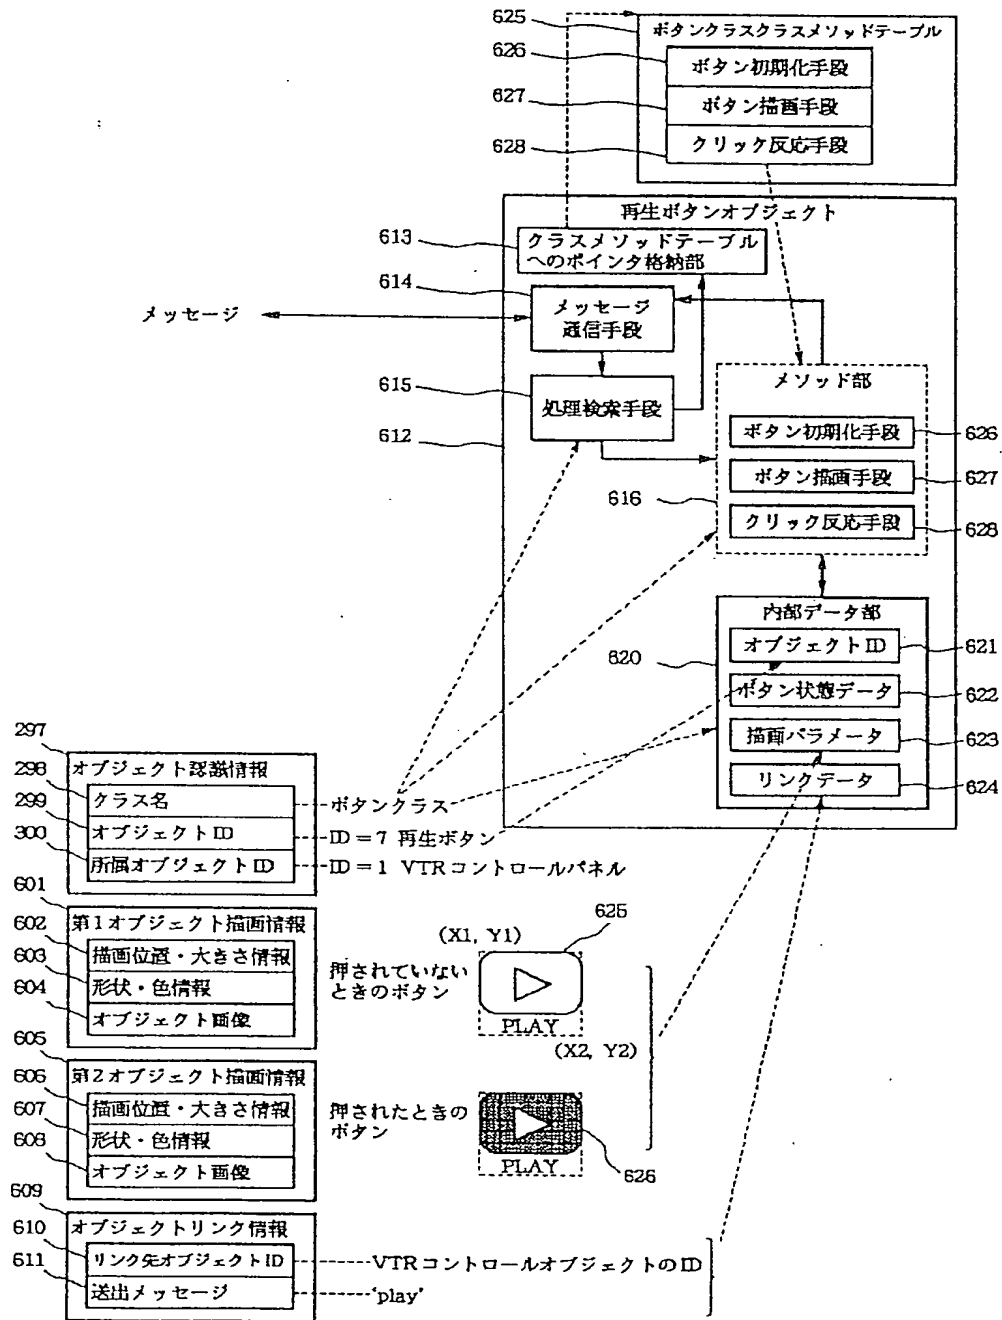 625
ボタンクラスクラスメソッドテーブル
626
ボタン初期化手段
627
ボタン描画手段
628
クリック反応手段
再生ボタンオブジェクト
613
クラスメソッドテーブル
へのポインタ格納部
614
メッセージ
メッセージ
通信手段
615
処理検索手段
612
メソッド部
ボタン初期化手段
626
ボタン描画手段
627
616
クリック反応手段
628
内部データ部
620
オブジェクトID
621
ボタン状態データ
622
描画パラメータ
623
リンクデータ
624
297
オブジェクト認識情報
298
クラス名
ボタンクラス
299
オブジェクトID
ID=7 再生ボタン
300
所属オブジェクトID
ID=1 VTRコントロールパネル
601
第1オブジェクト描画情報
602
描画位置・大きさ情報
603
形状・色情報
604
オブジェクト画像
押されていない
ときのボタン
(X1, Y1)
625
PLAY
(X2, Y2)
605
第2オブジェクト描画情報
606
描画位置・大きさ情報
607
形状・色情報
608
オブジェクト画像
押されたときの
ボタン
PLAY
626
609
オブジェクトリンク情報
610
リンク先オブジェクトID
VTRコントロールオブジェクトのID
611
送出メッセージ
'play'